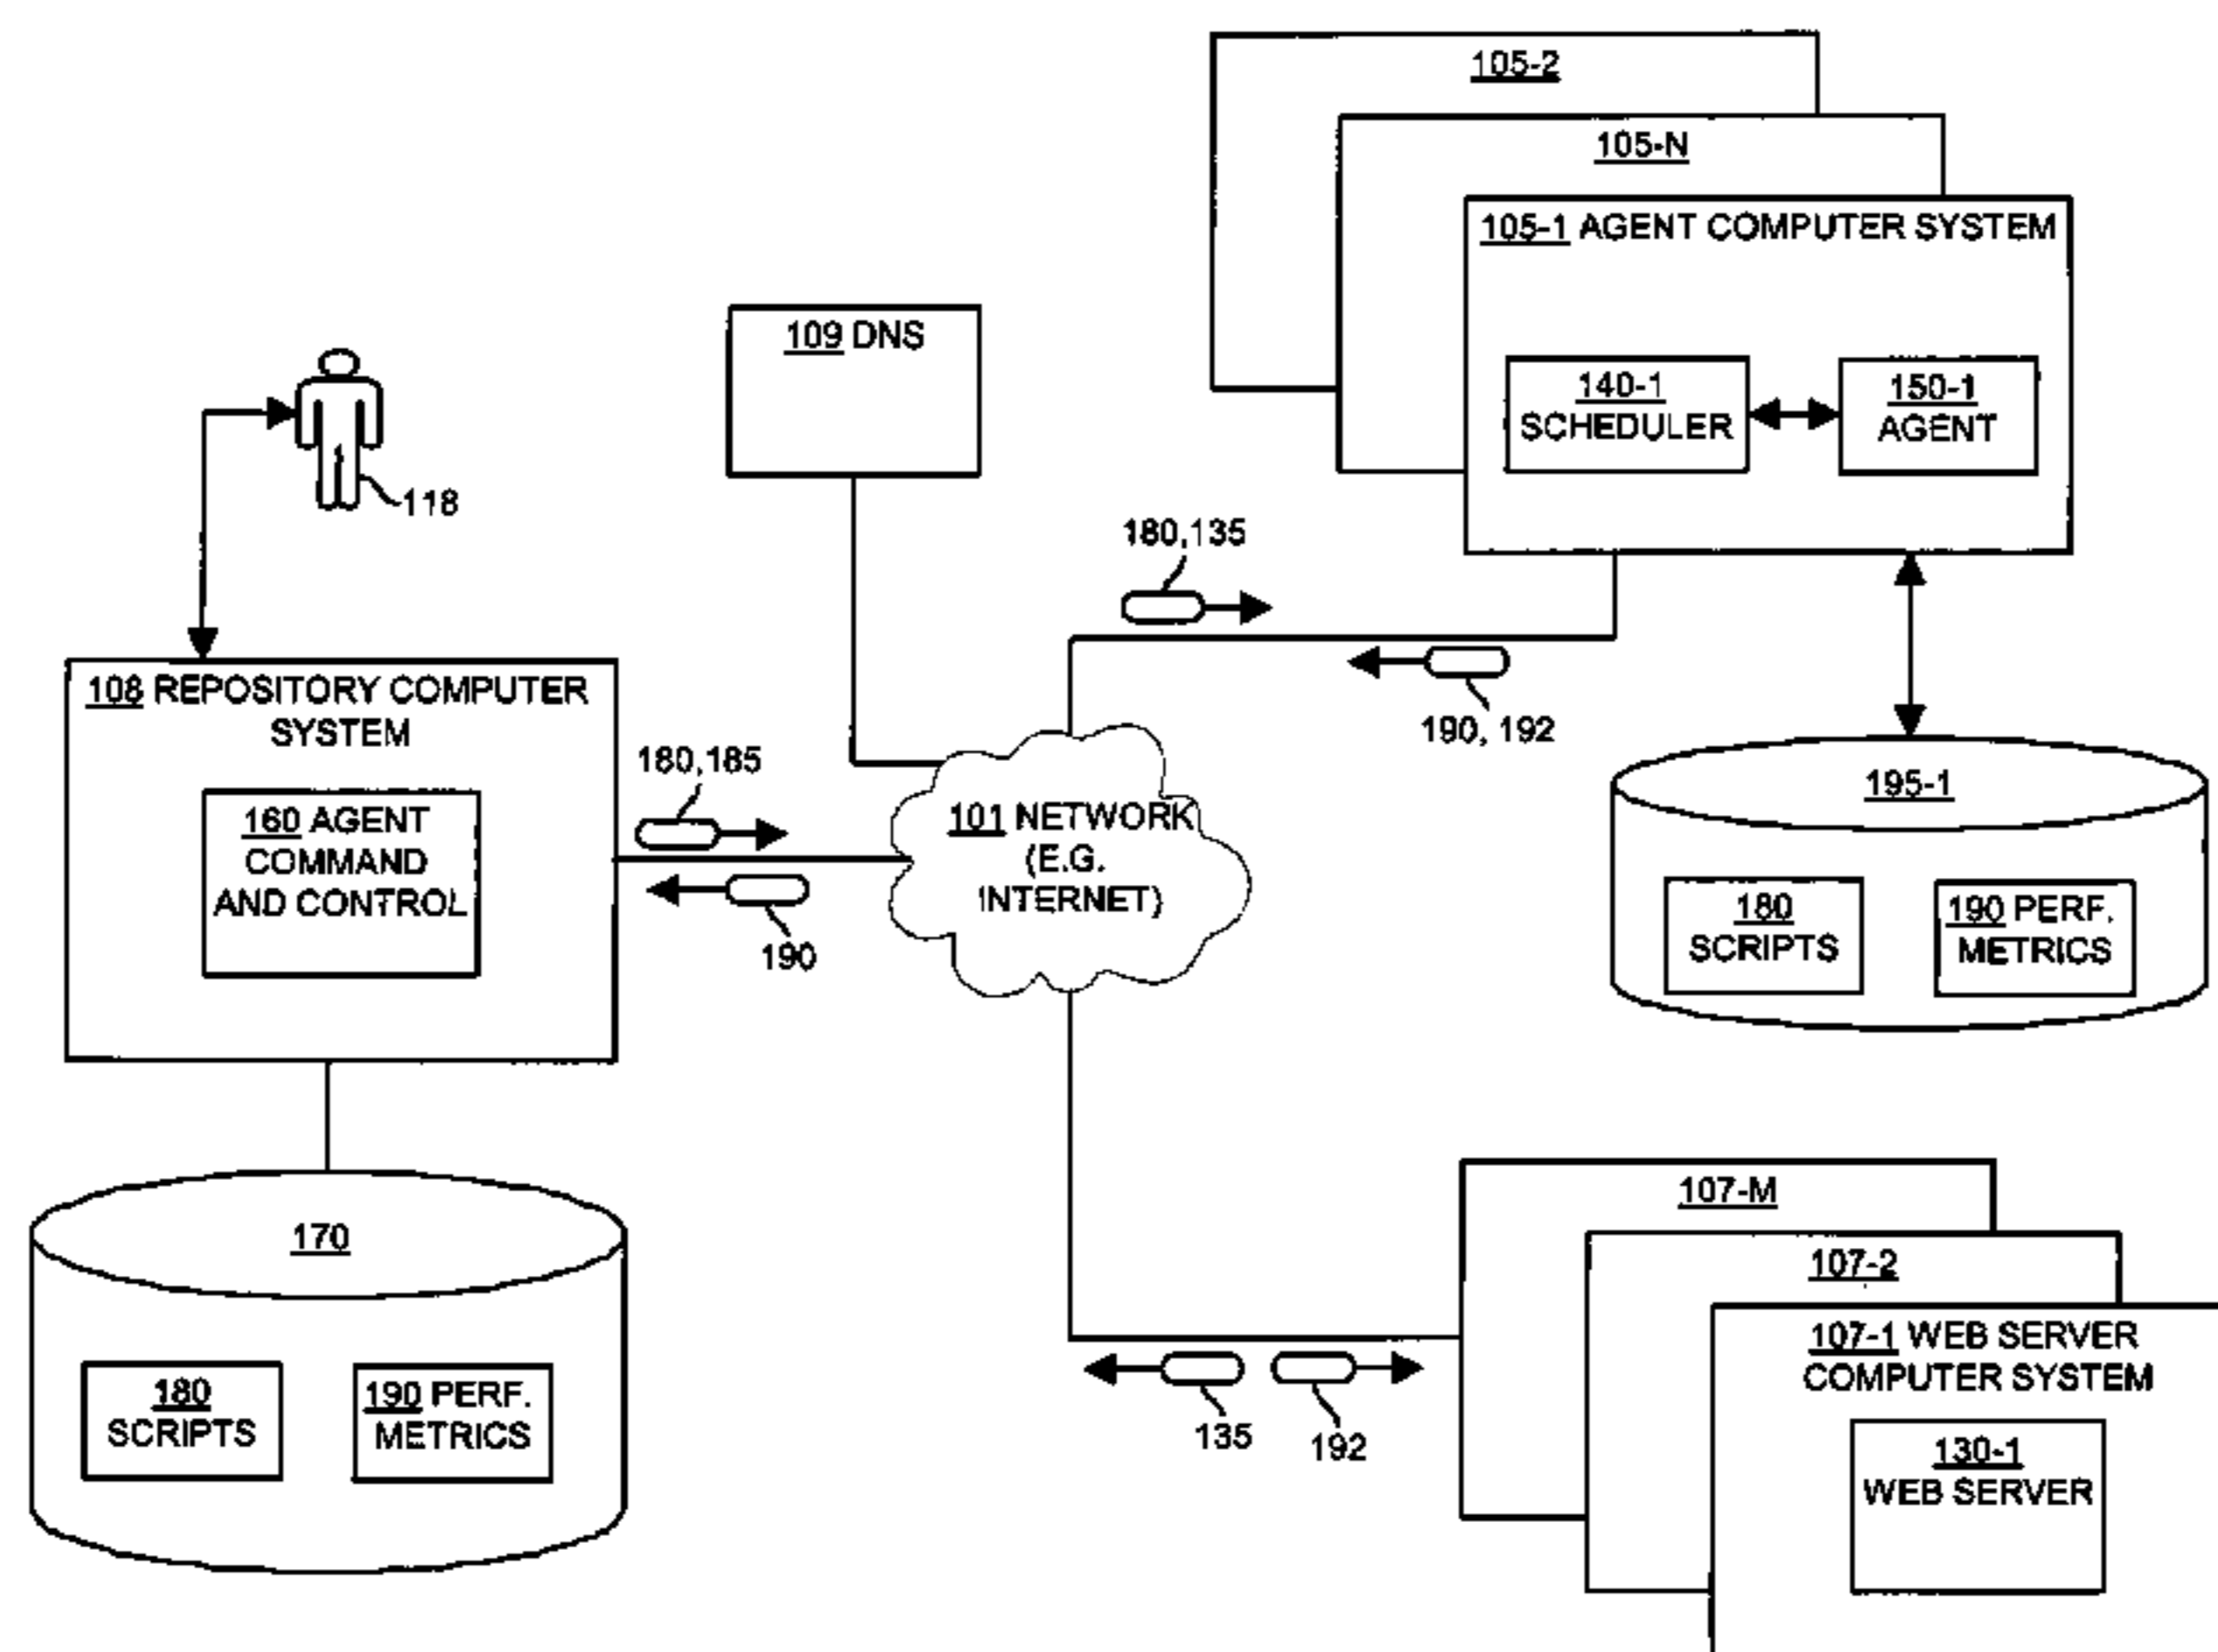 105-2
105-N
105-1 AGENT COMPUTER SYSTEM
140-1
SCHEDULER
150-1
AGENT
109 DNS
118
180,135
190, 192
108 REPOSITORY COMPUTER
SYSTEM
160 AGENT
COMMAND
AND CONTROL
180,185
190
101 NETWORK
(E.G.
INTERNET)
195-1
180
SCRIPTS
190 PERF.
METRICS
170
180
SCRIPTS
190 PERF.
METRICS
107-M
107-2
107-1 WEB SERVER
COMPUTER SYSTEM
130-1
WEB SERVER
135
192